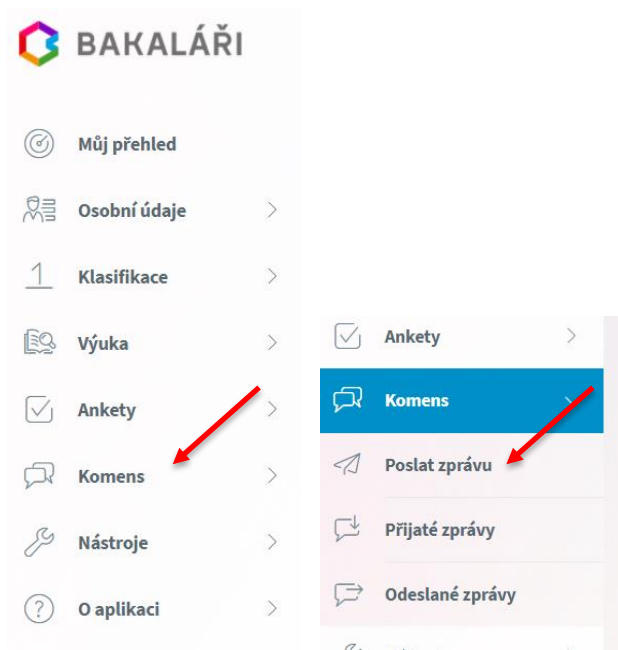 BAKALÁŘI
Můj přehled
Osobní údaje
1 Klasifikace
Výuka
Ankety
Komens
Nástroje
? O aplikaci
Ankety
Komens
Poslat zprávu
Přijaté zprávy
Odeslané zprávy